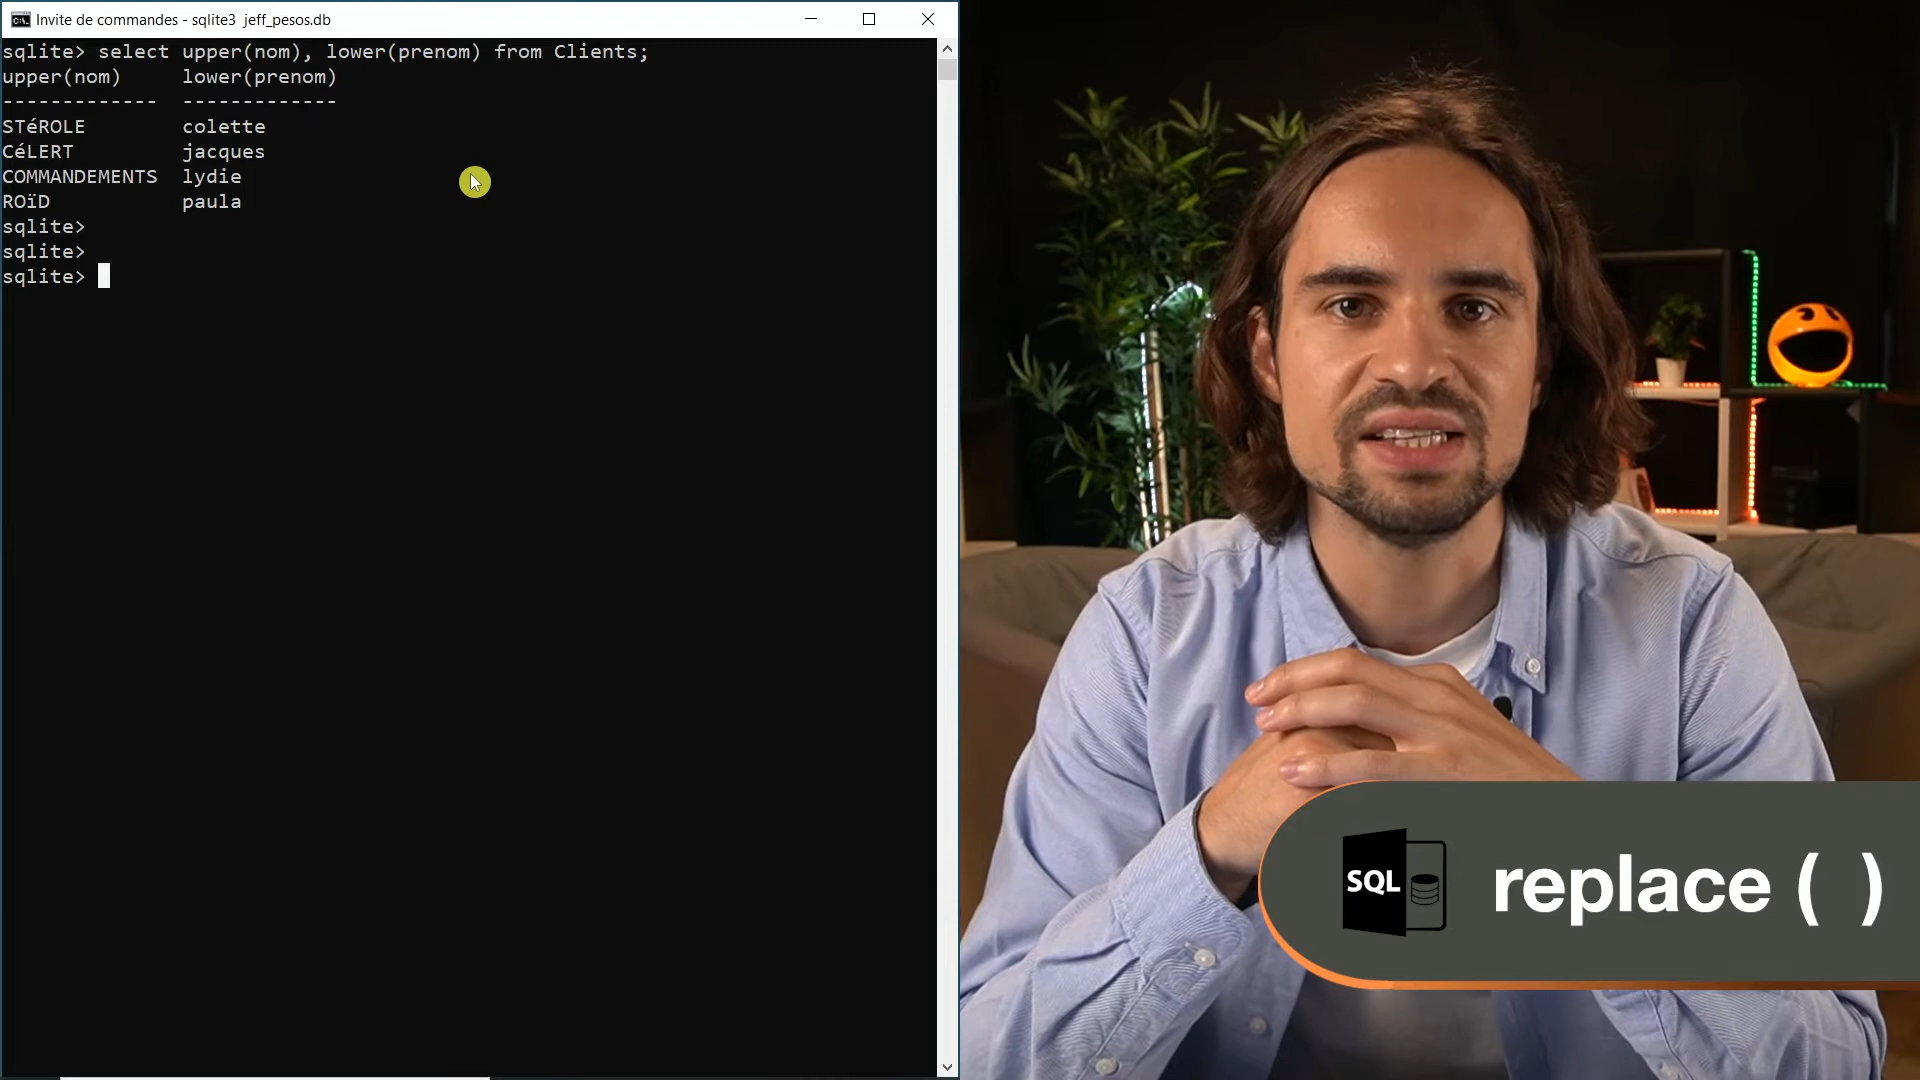 Invite de commandes - sqlite3 jeff_pesos.db
sqlite> select upper(nom), lower(prenom) from Clients;
upper(nom) lower(prenom)
------------- -------------
STéROLE colette
CéLERT jacques
COMMANDEMENTS lydie
ROïD paula
sqlite>
sqlite>
sqlite>
SQL replace ( )